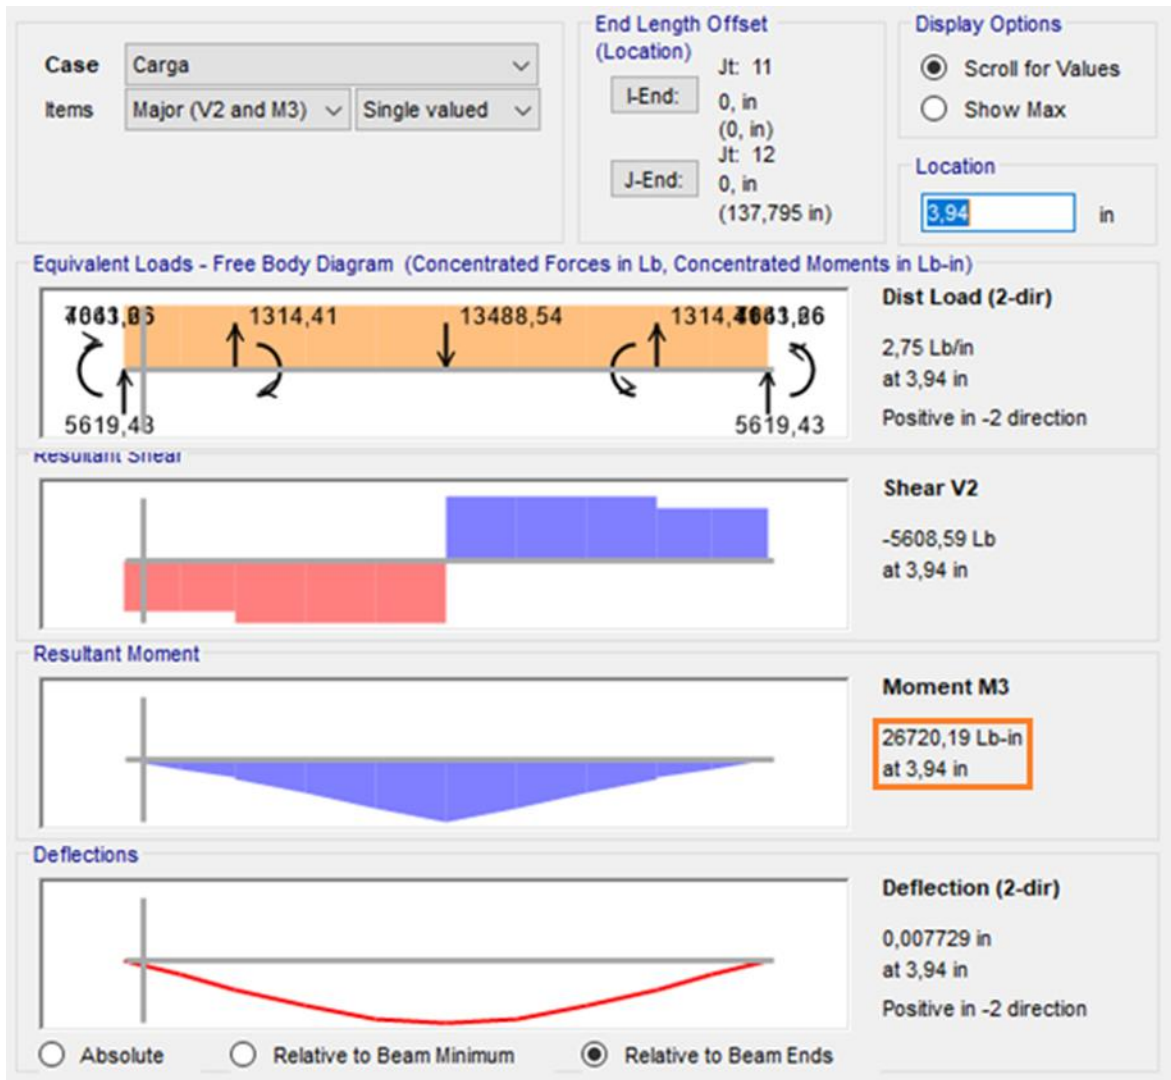 Case Carga
Items Major (V2 and M3) Single valued
End Length Offset
(Location)
Jt: 11
I-End: 0, in
(0, in)
Jt: 12
J-End: 0, in
(137,795 in)
Display Options
Scroll for Values
Show Max
Location
3,94 in
Equivalent Loads - Free Body Diagram (Concentrated Forces in Lb, Concentrated Moments in Lb-in)
1314,41 13488,54
5619,43 5619,43
Dist Load (2-dir)
2,75 Lb/in
at 3,94 in
Positive in -2 direction
Resultant Shear
Shear V2
-5608,59 Lb
at 3,94 in
Resultant Moment
Moment M3
26720,19 Lb-in
at 3,94 in
Deflections
Deflection (2-dir)
0,007729 in
at 3,94 in
Positive in -2 direction
Absolute Relative to Beam Minimum Relative to Beam Ends